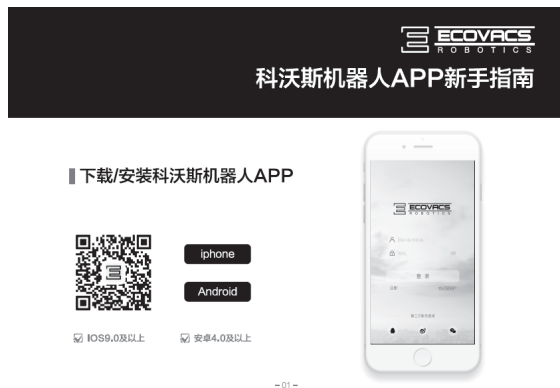 ECOVACS
ROBOTICS
科沃斯机器人APP新手指南
下载/安装科沃斯机器人APP
iphone
Android
IOS9.0及以上
安卓4.0及以上
ECOVACS
ROBOTICS
登 录
–01–